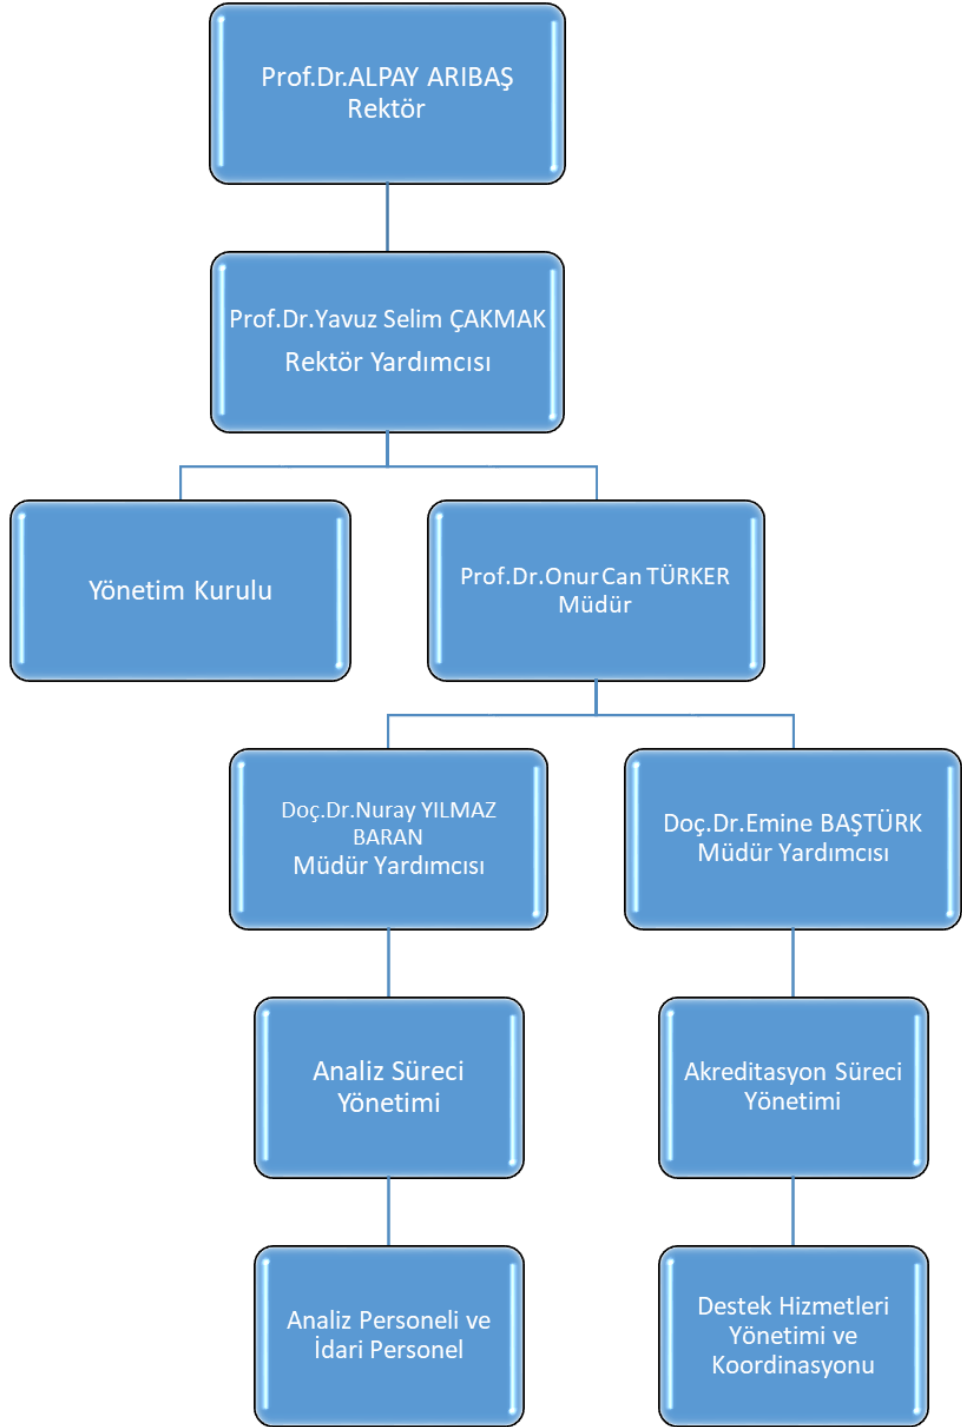 Prof.Dr.ALPAY ARIBAŞ
Rektör
Prof.Dr.Yavuz Selim ÇAKMAK
Rektör Yardımcısı
Yönetim Kurulu
Prof.Dr.Onur Can TÜRKER
Müdür
Doç.Dr.Nuray YILMAZ
BARAN
Müdür Yardımcısı
Doç.Dr.Emine BAŞTÜRK
Müdür Yardımcısı
Analiz Süreci
Yönetimi
Akreditasyon Süreci
Yönetimi
Analiz Personeli ve
İdari Personel
Destek Hizmetleri
Yönetimi ve
Koordinasyonu